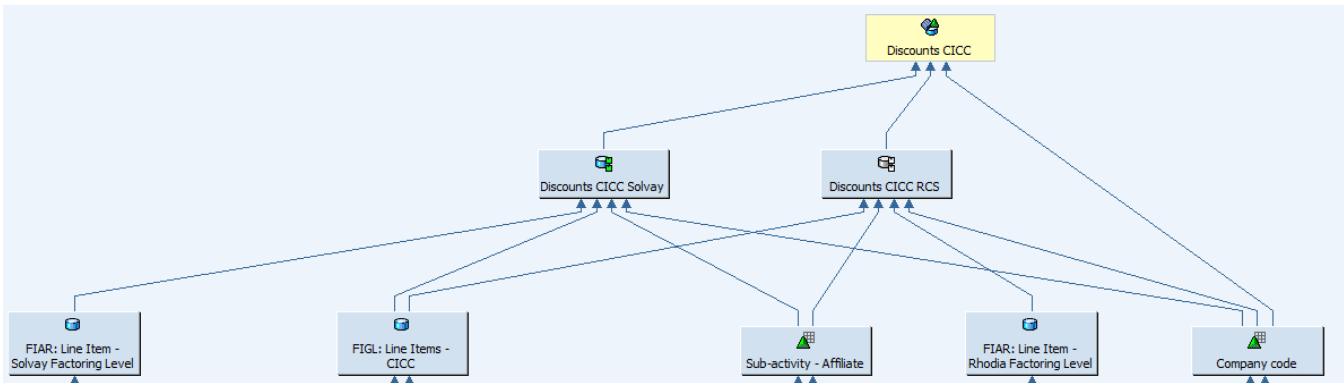 Discounts CICC
Discounts CICC Solvay
Discounts CICC RCS
FIAR: Line Item -
Solvay Factoring Level
FIGL: Line Items -
CICC
Sub-activity - Affiliate
FIAR: Line Item -
Rhodia Factoring Level
Company code